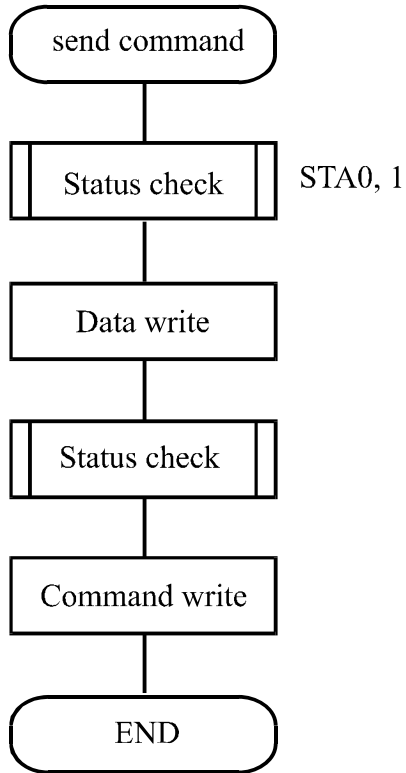 send command
Status check
STA0, 1
Data write
Status check
Command write
END